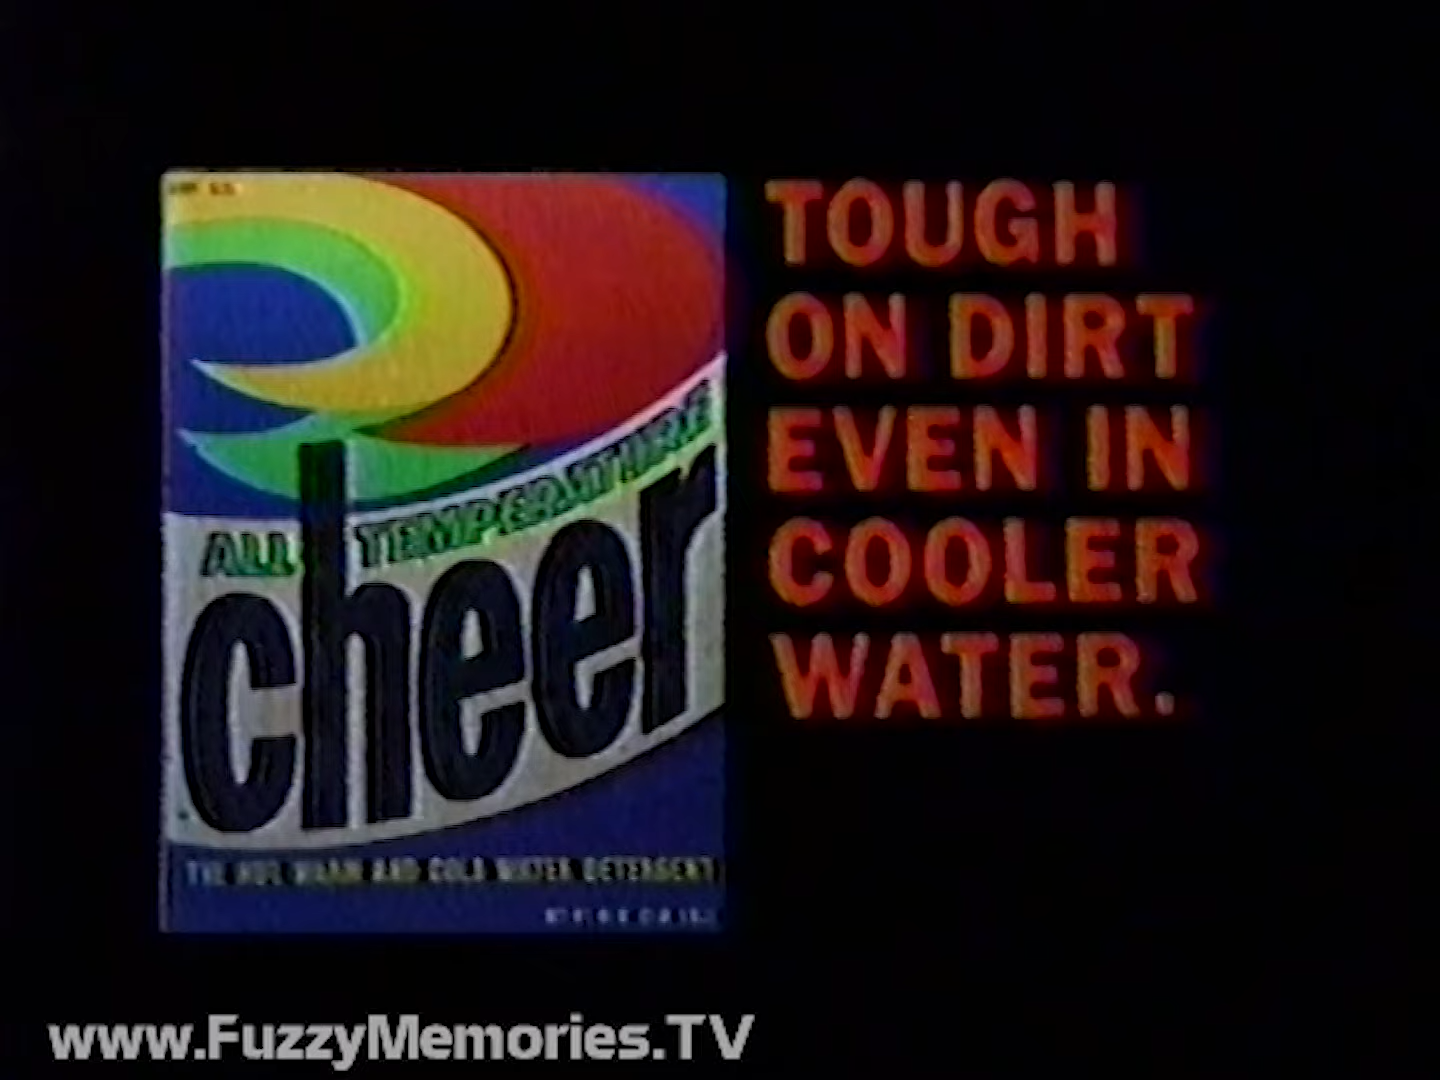 TOUGH
ON DIRT
EVEN IN
COOLER
WATER.
ALL TEMPERATURE
cheer
THE HOT WARM AND COLD WATER DETERGENT
www.FuzzyMemories.TV